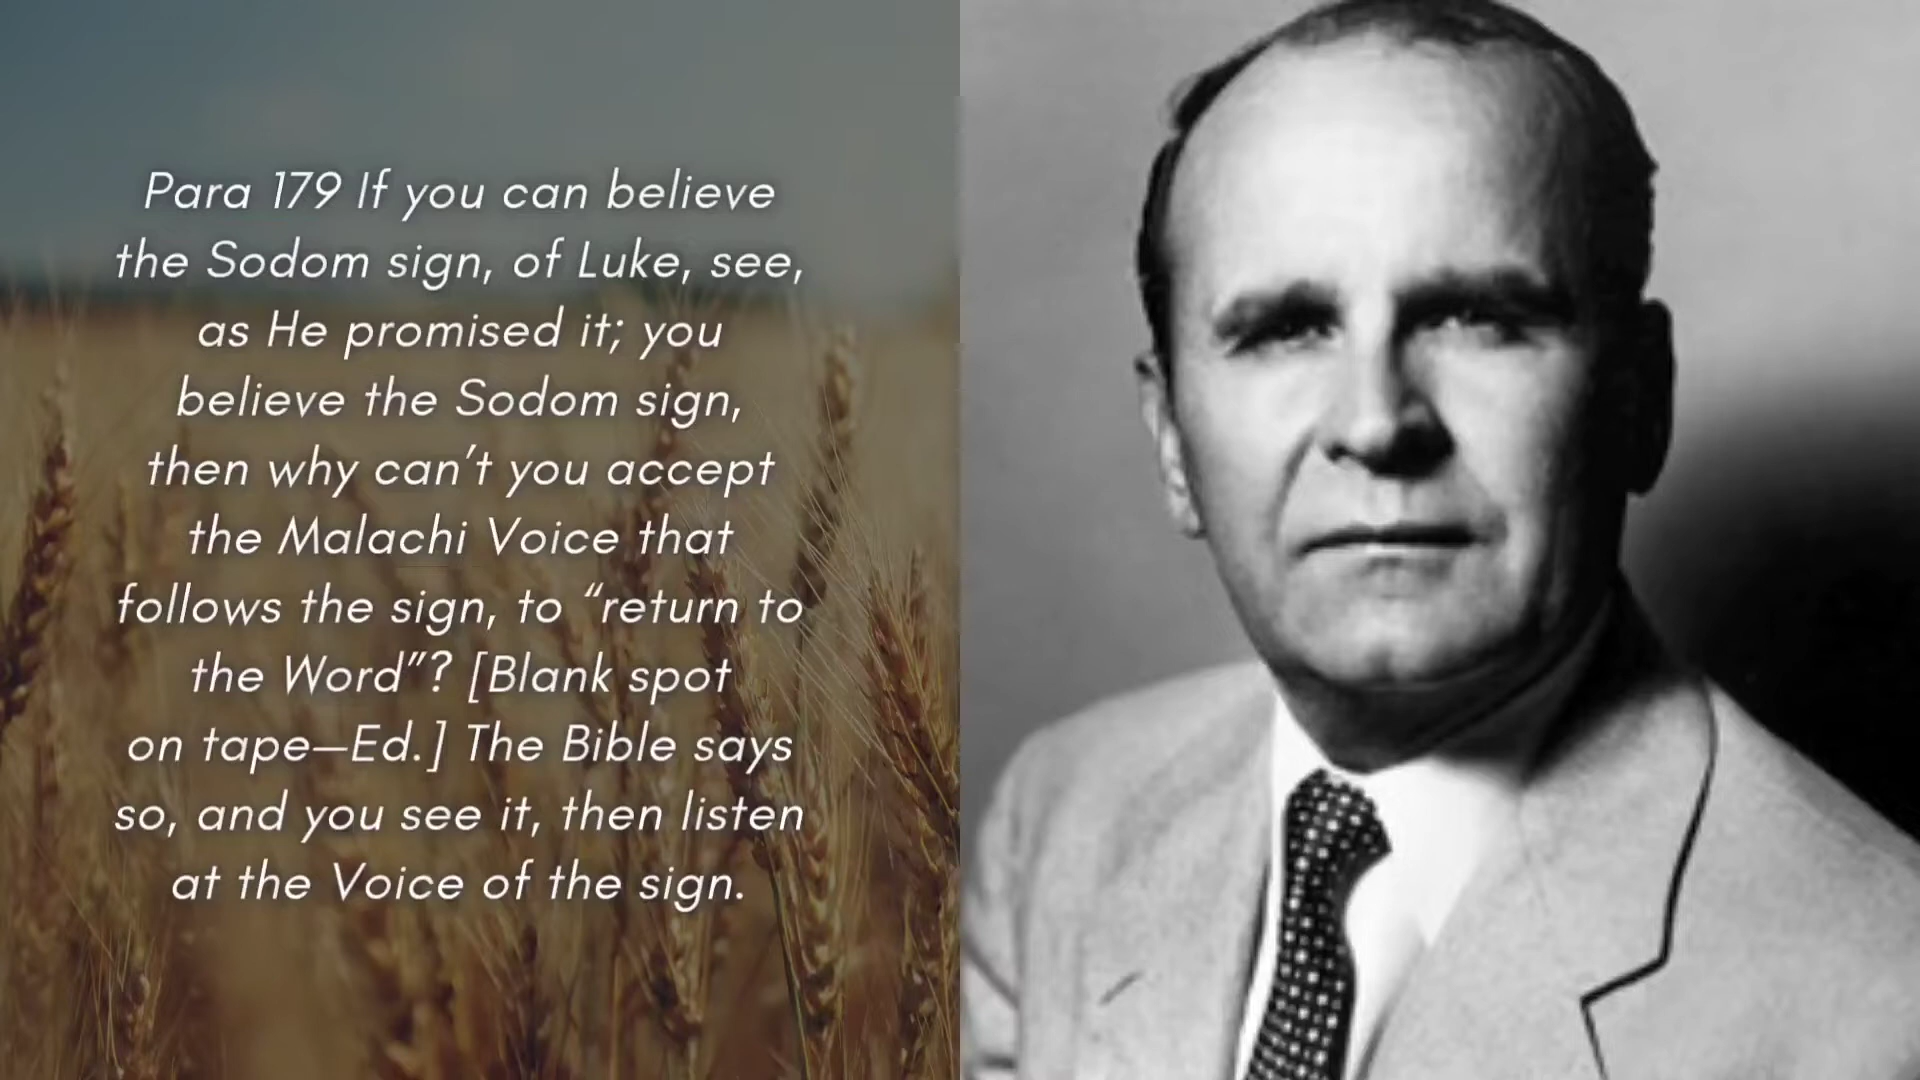 Para 179 If you can believe
the Sodom sign, of Luke, see,
as He promised it; you
believe the Sodom sign,
then why can’t you accept
the Malachi Voice that
follows the sign, to “return to
the Word”? [Blank spot
on tape—Ed.] The Bible says
so, and you see it, then listen
at the Voice of the sign.